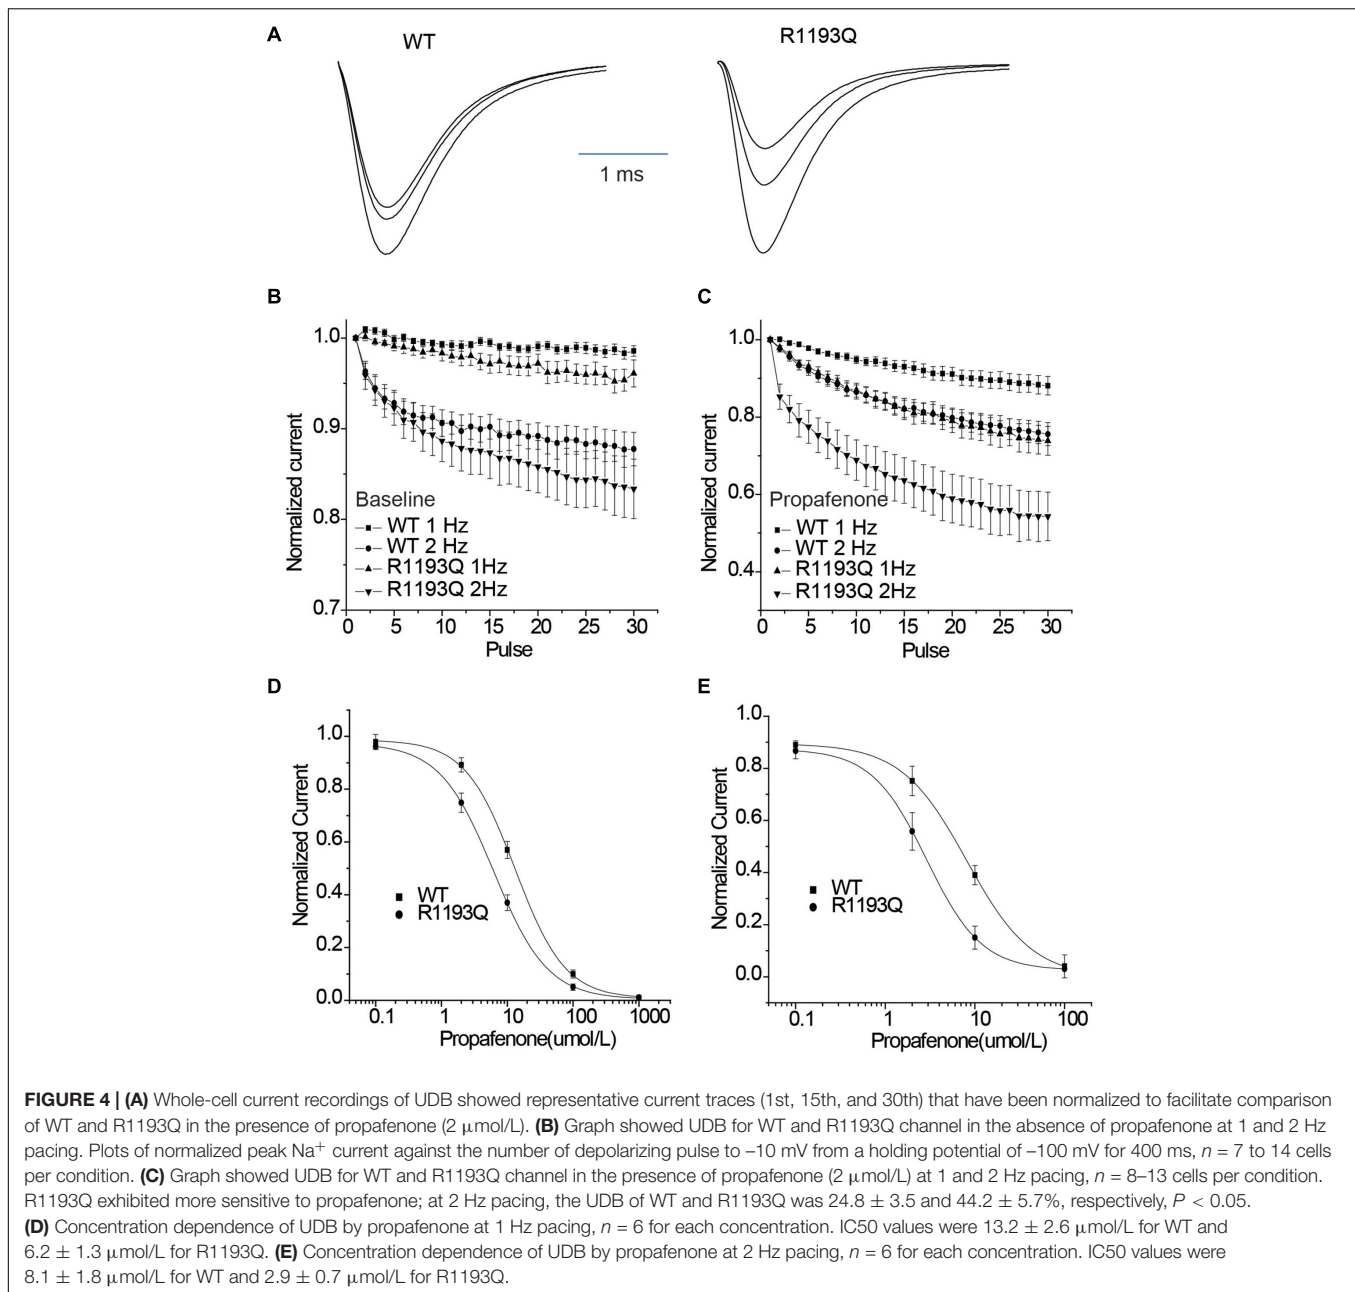 A
WT
R1193Q
1 ms
B
1.0
0.9
0.8
0.7
Normalized current
Baseline
WT 1 Hz
WT 2 Hz
R1193Q 1Hz
R1193Q 2Hz
0 5 10 15 20 25 30
Pulse
C
1.0
0.8
0.6
0.4
Normalized current
Propafenone
WT 1 Hz
WT 2 Hz
R1193Q 1Hz
R1193Q 2Hz
0 5 10 15 20 25 30
Pulse
D
1.0
0.8
0.6
0.4
0.2
0.0
Normalized Current
WT
R1193Q
0.1 1 10 100 1000
Propafenone(umol/L)
E
1.0
0.8
0.6
0.4
0.2
0.0
Normalized Current
WT
R1193Q
0.1 1 10 100
Propafenone(umol/L)
FIGURE 4 | (A) Whole-cell current recordings of UDB showed representative current traces (1st, 15th, and 30th) that have been normalized to facilitate comparison
of WT and R1193Q in the presence of propafenone (2 μmol/L). (B) Graph showed UDB for WT and R1193Q channel in the absence of propafenone at 1 and 2 Hz
pacing. Plots of normalized peak Na⁺ current against the number of depolarizing pulse to –10 mV from a holding potential of –100 mV for 400 ms, n = 7 to 14 cells
per condition. (C) Graph showed UDB for WT and R1193Q channel in the presence of propafenone (2 μmol/L) at 1 and 2 Hz pacing, n = 8–13 cells per condition.
R1193Q exhibited more sensitive to propafenone; at 2 Hz pacing, the UDB of WT and R1193Q was 24.8 ± 3.5 and 44.2 ± 5.7%, respectively, P < 0.05.
(D) Concentration dependence of UDB by propafenone at 1 Hz pacing, n = 6 for each concentration. IC50 values were 13.2 ± 2.6 μmol/L for WT and
6.2 ± 1.3 μmol/L for R1193Q. (E) Concentration dependence of UDB by propafenone at 2 Hz pacing, n = 6 for each concentration. IC50 values were
8.1 ± 1.8 μmol/L for WT and 2.9 ± 0.7 μmol/L for R1193Q.